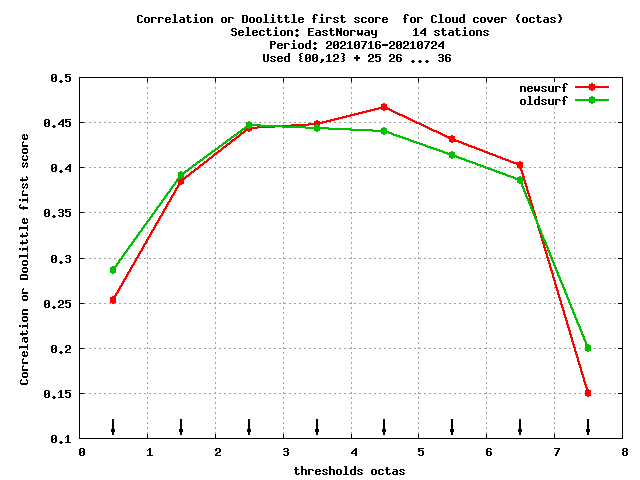 Correlation or Doolittle first score  for Cloud cover (octas)
Selection: EastNorway     14 stations
Period: 20210716-20210724
Used {00,12} + 25 26 ... 36
newsurf
oldsurf
Correlation or Doolittle first score
0.5
0.45
0.4
0.35
0.3
0.25
0.2
0.15
0.1
0 1 2 3 4 5 6 7 8
thresholds octas